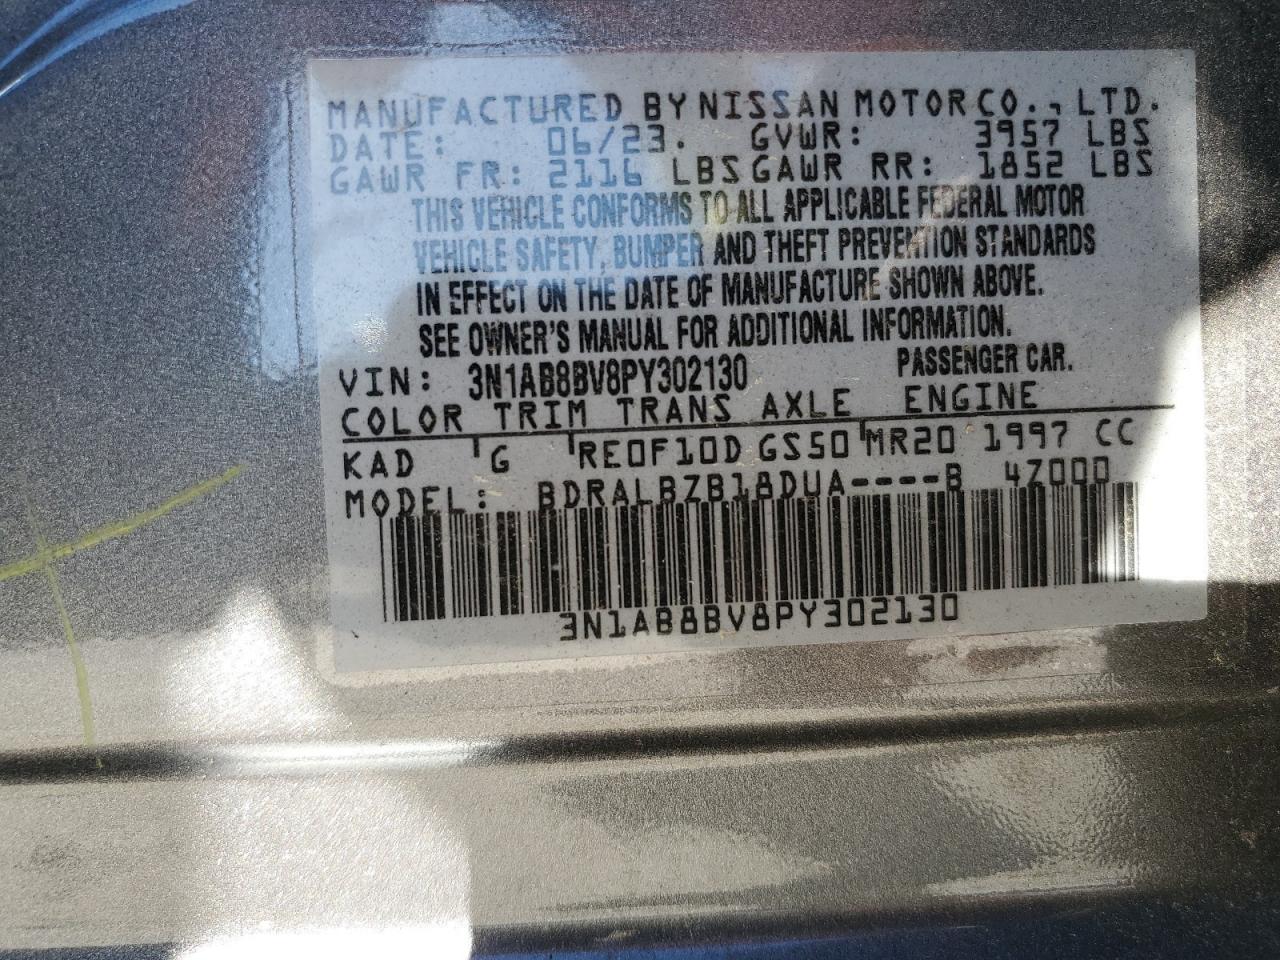 MANUFACTURED BY NISSAN MOTOR CO., LTD.
DATE: 06/23. GVWR: 3957 LBS
GAWR FR: 2116 LBS GAWR RR: 1852 LBS
THIS VEHICLE CONFORMS TO ALL APPLICABLE FEDERAL MOTOR
VEHICLE SAFETY, BUMPER AND THEFT PREVENTION STANDARDS
IN EFFECT ON THE DATE OF MANUFACTURE SHOWN ABOVE.
SEE OWNER'S MANUAL FOR ADDITIONAL INFORMATION.
VIN: 3N1AB8BV8PY302130 PASSENGER CAR.
COLOR TRIM TRANS AXLE ENGINE
KAD G RE0F10D GS50 MR20 1997 CC
MODEL: BDRALBZB18DUA----B 4Z000
3N1AB8BV8PY302130